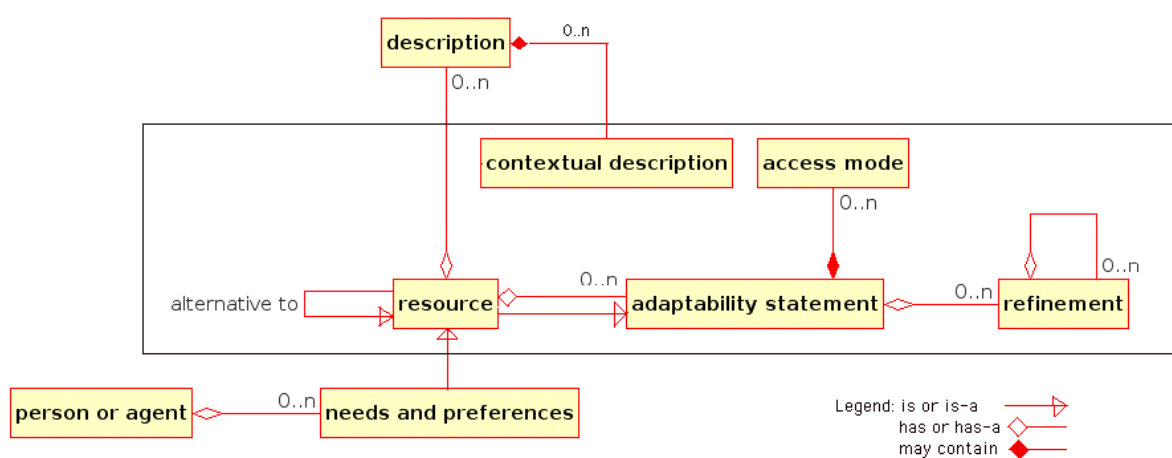 description
0..n
0..n
contextual description
access mode
0..n
0..n
alternative to
resource
0..n
adaptability statement
0..n
refinement
person or agent
0..n
needs and preferences
Legend: is or is-a
has or has-a
may contain